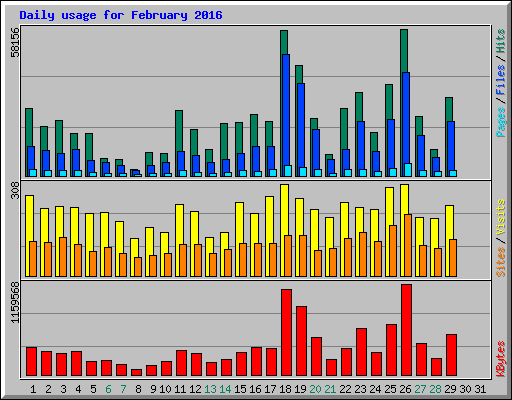 Daily usage for February 2016
58156
Pages / Files / Hits
308
Sites / Visits
1159568
KBytes
1 2 3 4 5 6 7 8 9 10 11 12 13 14 15 16 17 18 19 20 21 22 23 24 25 26 27 28 29 30 31